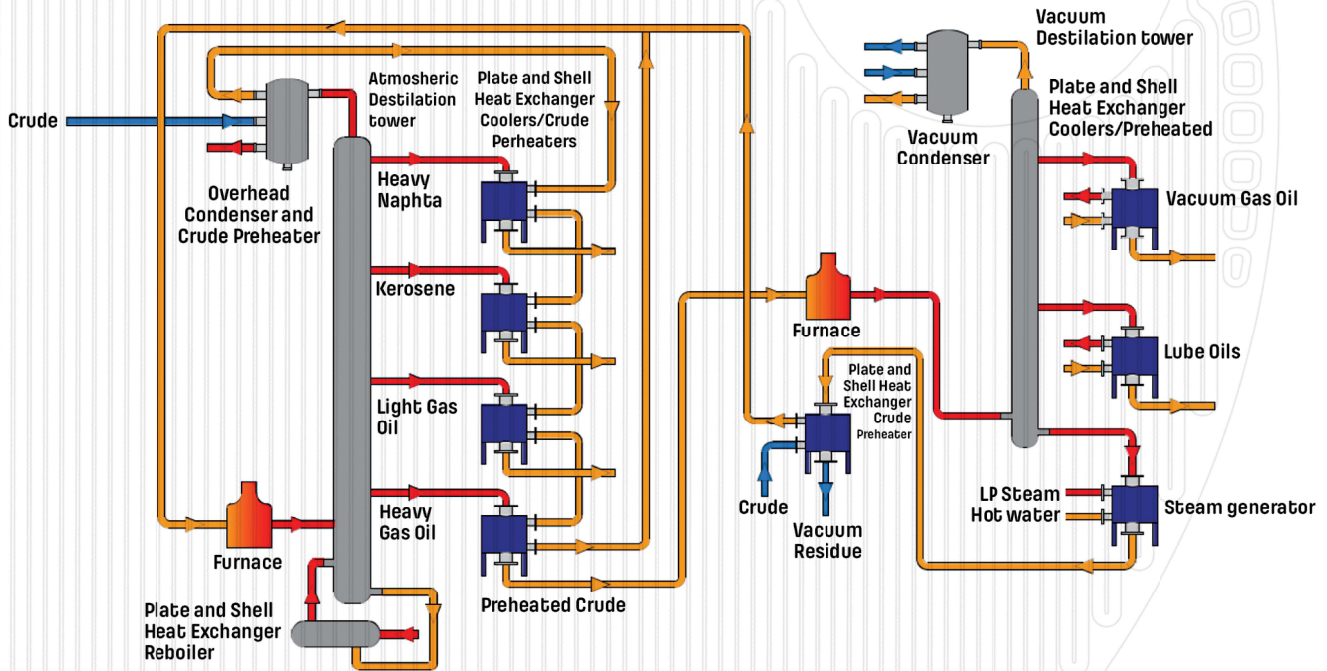 Crude
Overhead
Condenser and
Crude Preheater
Atmosheric
Destilation
tower
Plate and Shell
Heat Exchanger
Coolers/Crude
Perheaters
Heavy
Naphta
Kerosene
Light Gas
Oil
Heavy
Gas Oil
Furnace
Plate and Shell
Heat Exchanger
Reboiler
Preheated Crude
Furnace
Plate and
Shell Heat
Exchanger
Crude
Preheater
Crude
Vacuum
Residue
Vacuum
Condenser
Vacuum
Destilation tower
Plate and Shell
Heat Exchanger
Coolers/Preheated
Vacuum Gas Oil
Lube Oils
LP Steam
Hot water
Steam generator